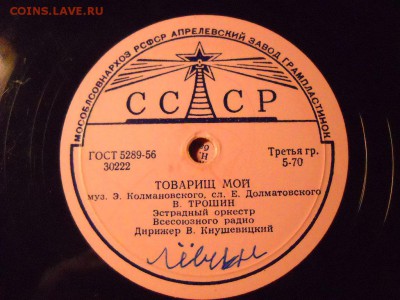 COINS.LAVE.RU
МОСОБЛСОВНАРХОЗ РСФСР АПРЕЛЕВСКИЙ ЗАВОД ГРАМПЛАСТИНОК
СССР
ГОСТ 5289-56
30222
Третья гр.
5-70
ТОВАРИЩ МОЙ
муз. Э. Колмановского, сл. Е. Долматовского
В. ТРОШИН
Эстрадный оркестр
Всесоюзного радио
Дирижер В. Кнушевицкий